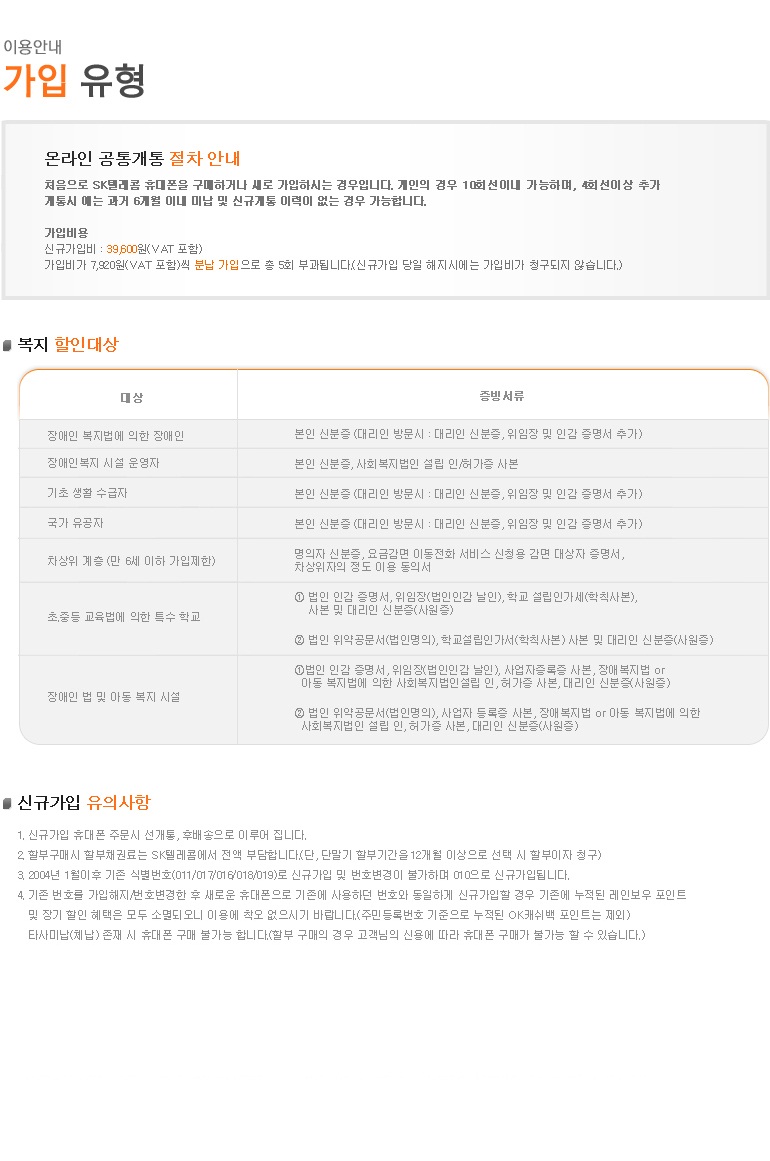 이용안내
가입 유형
온라인 공통개통 절차 안내
처음으로 SK텔레콤 휴대폰을 구매하거나 새로 가입하시는 경우입니다. 개인의 경우 10회선이내 가능하며, 4회선이상 추가
개통시 에는 과거 6개월 이내 미납 및 신규개통 이력이 없는 경우 가능합니다.
가입비용
신규가입비 : 39,600원(VAT 포함)
가입비가 7,920원(VAT 포함)씩 분납 가입으로 총 5회 부과됩니다.(신규가입 당일 해지시에는 가입비가 청구되지 않습니다.)
복지 할인대상
대상 증빙서류
장애인 복지법에 의한 장애인 본인 신분증 (대리인 방문시 : 대리인 신분증, 위임장 및 인감 증명서 추가)
장애인복지 시설 운영자 본인 신분증, 사회복지법인 설립 인/허가증 사본
기초 생활 수급자 본인 신분증 (대리인 방문시 : 대리인 신분증, 위임장 및 인감 증명서 추가)
국가 유공자 본인 신분증 (대리인 방문시 : 대리인 신분증, 위임장 및 인감 증명서 추가)
차상위 계층 (만 6세 이하 가입제한) 명의자 신분증, 요금감면 이동전화 서비스 신청용 감면 대상자 증명서,
차상위자의 정도 이용 동의서
초.중등 교육법에 의한 특수 학교 ① 법인 인감 증명서, 위임장(법인인감 날인), 학교 설립인가세(학칙사본),
사본 및 대리인 신분증(사원증)
② 법인 위약공문서(법인명의), 학교설립인가서(학칙사본) 사본 및 대리인 신분증(사원증)
장애인 법 및 아동 복지 시설 ①법인 인감 증명서, 위임장(법인인감 날인), 사업자증록증 사본, 장애복지법 or
아동 복지법에 의한 사회복지법인설립 인, 허가증 사본, 대리인 신분증(사원증)
② 법인 위약공문서(법인명의), 사업자 등록증 사본, 장애복지법 or 아동 복지법에 의한
사회복지법인 설립 인, 허가증 사본, 대리인 신분증(사원증)
신규가입 유의사항
1. 신규가입 휴대폰 주문시 선개통, 후배송으로 이루어 집니다.
2. 할부구매시 할부채권료는 SK텔레콤에서 전액 부담합니다.(단, 단말기 할부기간을 12개월 이상으로 선택 시 할부이자 청구)
3. 2004년 1월이후 기존 식별번호(011/017/016/018/019)로 신규가입 및 번호변경이 불가하며 010으로 신규가입됩니다.
4. 기존 번호를 가입해지/번호변경한 후 새로운 휴대폰으로 기존에 사용하던 번호와 동일하게 신규가입할 경우 기존에 누적된 레인보우 포인트
및 장기 할인 혜택은 모두 소멸되오니 이용에 착오 없으시기 바랍니다.(주민등록번호 기준으로 누적된 OK캐쉬백 포인트는 제외)
타사미납(체납) 존재 시 휴대폰 구매 불가능 합니다.(할부 구매의 경우 고객님의 신용에 따라 휴대폰 구매가 불가능 할 수 있습니다.)